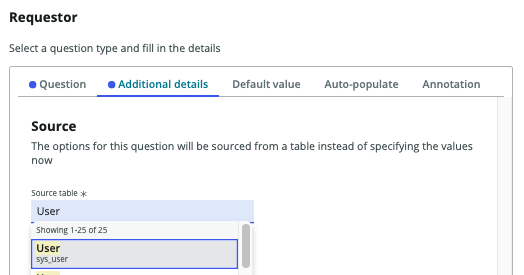 Requestor
Select a question type and fill in the details
Question Additional details Default value Auto-populate Annotation
Source
The options for this question will be sourced from a table instead of specifying the values
now
Source table *
User
Showing 1-25 of 25
User
sys_user